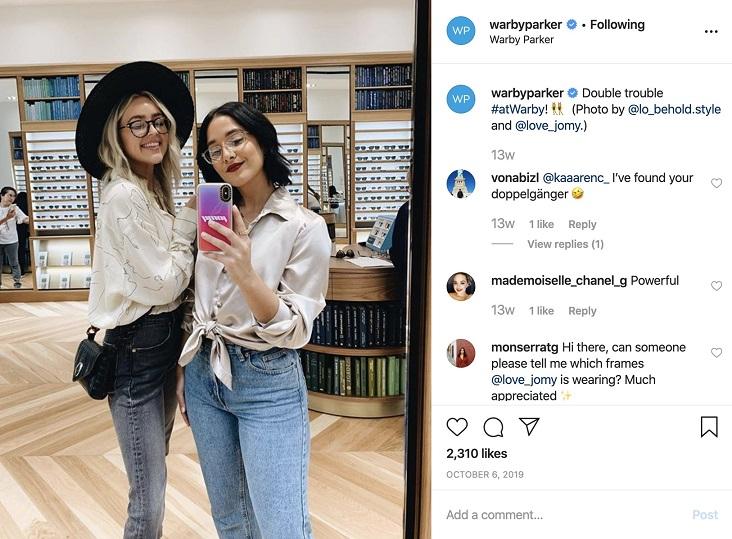 WP
warbyparker • Following
Warby Parker
WP
warbyparker Double trouble
#atWarby! 👯 (Photo by @lo_behold.style
and @love_jomy.)
13w
vonabizl @kaaarenc_ I've found your
doppelgänger 🤣
13w 1 like Reply
View replies (1)
mademoiselle_chanel_g Powerful
13w 1 like Reply
monserratg Hi there, can someone
please tell me which frames
@love_jomy is wearing? Much
appreciated ✨
2,310 likes
OCTOBER 6, 2019
Add a comment... Post